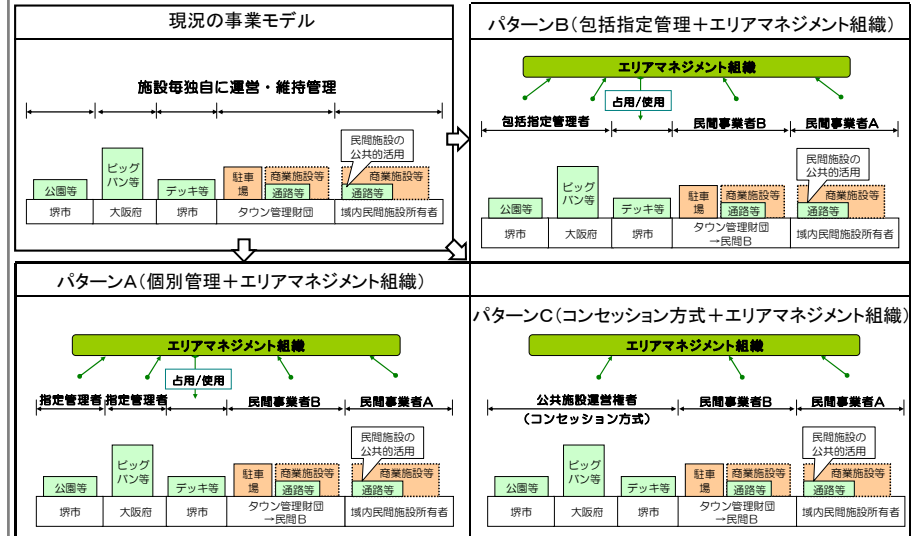 現況の事業モデル
施設毎独自に運営・維持管理
民間施設の
公共的活用
ビッグ
バン等
公園等
デッキ等
駐車
場
商業施設等
通路等
商業施設等
通路等
堺市
大阪府
堺市
タウン管理財団
域内民間施設所有者
パターンB(包括指定管理+エリアマネジメント組織)
エリアマネジメント組織
占用/使用
包括指定管理者
民間事業者B
民間事業者A
民間施設の
公共的活用
ビッグ
バン等
公園等
デッキ等
駐車
場
商業施設等
通路等
商業施設等
通路等
堺市
大阪府
堺市
タウン管理財団
→民間B
域内民間施設所有者
パターンA(個別管理+エリアマネジメント組織)
エリアマネジメント組織
占用/使用
指定管理者
指定管理者
民間事業者B
民間事業者A
民間施設の
公共的活用
ビッグ
バン等
公園等
デッキ等
駐車
場
商業施設等
通路等
商業施設等
通路等
堺市
大阪府
堺市
タウン管理財団
→民間B
域内民間施設所有者
パターンC(コンセッション方式+エリアマネジメント組織)
エリアマネジメント組織
公共施設運営権者
(コンセッション方式)
民間事業者B
民間事業者A
民間施設の
公共的活用
ビッグ
バン等
公園等
デッキ等
駐車
場
商業施設等
通路等
商業施設等
通路等
堺市
大阪府
堺市
タウン管理財団
→民間B
域内民間施設所有者